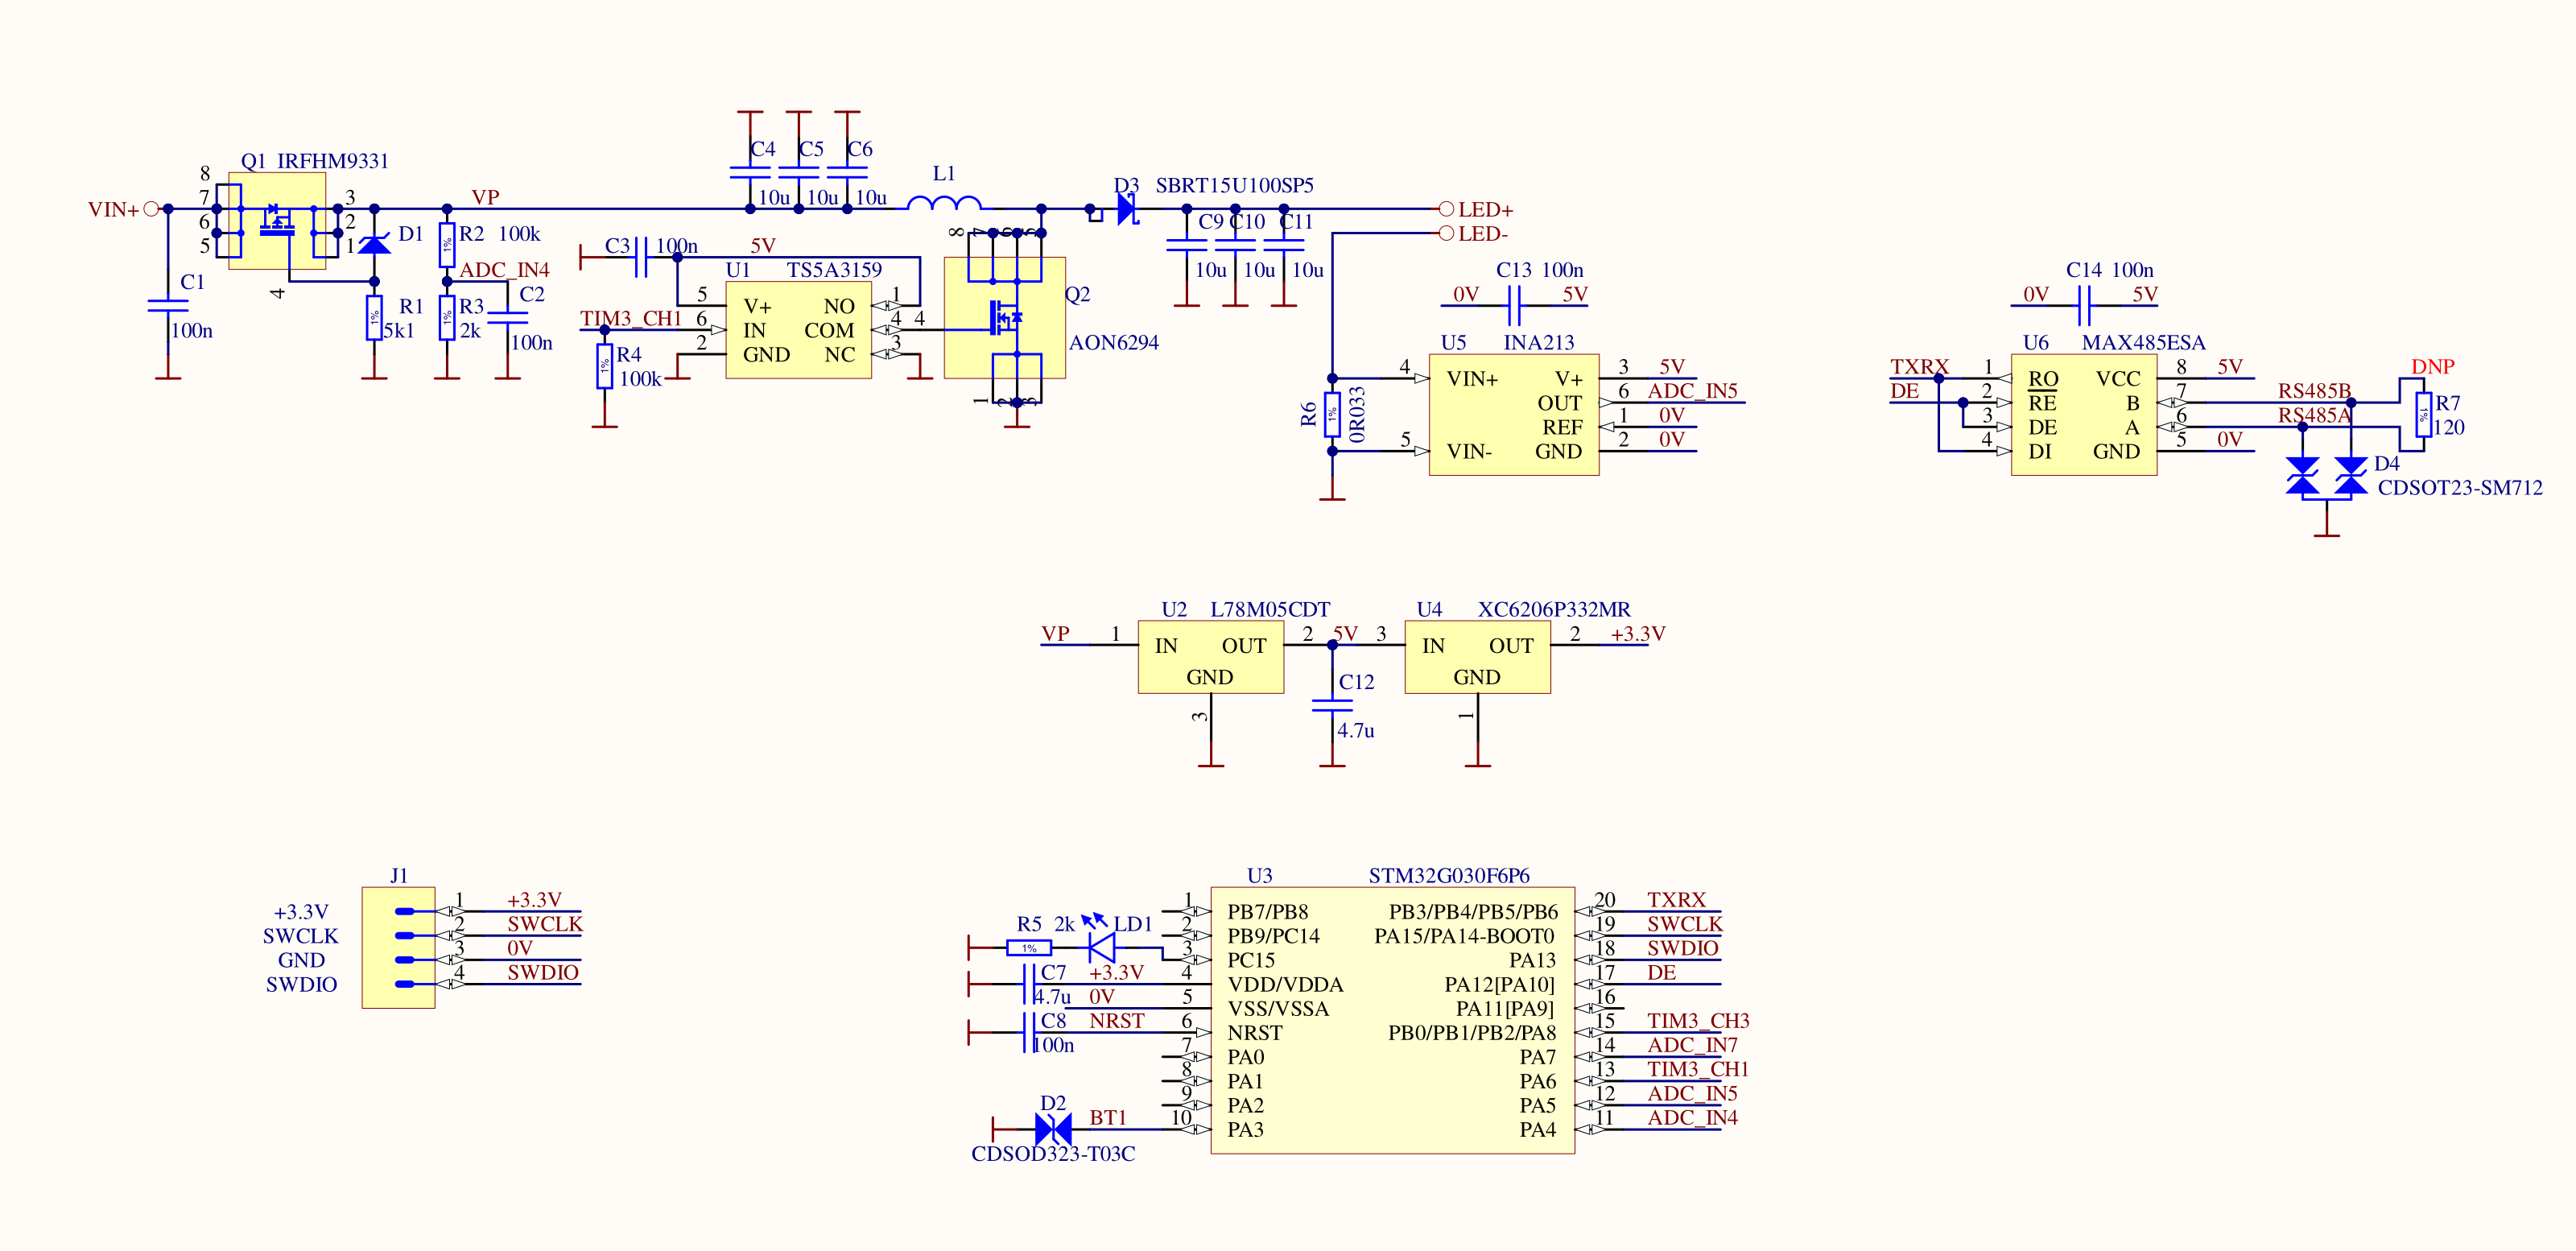 Q1 IRFHM9331
VIN+
8
7
6
5
3
2
1
4
C1
100n
D1
R1
5k1
1%
VP
R2 100k
1%
ADC_IN4
R3
2k
1%
C2
100n
C4
10u
C5
10u
C6
10u
L1
C3 100n
5V
U1 TS5A3159
TIM3_CH1
5 V+
6 IN
2 GND
NO 1
COM 4
NC 3
R4
100k
1%
4
8
7
6
5
Q2
AON6294
1
2
3
D3 SBRT15U100SP5
C9
10u
C10
10u
C11
10u
LED+
LED-
C13 100n
0V 5V
U5 INA213
R6
0R033
1%
4 VIN+
5 VIN-
V+ 3 5V
OUT 6 ADC_IN5
REF 1 0V
GND 2 0V
C14 100n
0V 5V
U6 MAX485ESA
TXRX 1 RO
DE 2 RE
3 DE
4 DI
VCC 8 5V
B 7 RS485B
A 6 RS485A
GND 5 0V
DNP
R7
120
1%
D4
CDSOT23-SM712
U2 L78M05CDT
VP 1 IN OUT 2 5V
GND
3
C12
4.7u
U4 XC6206P332MR
3 IN OUT 2 +3.3V
GND
1
J1
+3.3V 1 +3.3V
SWCLK 2 SWCLK
GND 3 0V
SWDIO 4 SWDIO
U3 STM32G030F6P6
R5 2k
1%
LD1
C7
4.7u
+3.3V
0V
C8
100n
NRST
D2
BT1
CDSOD323-T03C
1 PB7/PB8
2 PB9/PC14
3 PC15
4 VDD/VDDA
5 VSS/VSSA
6 NRST
7 PA0
8 PA1
9 PA2
10 PA3
PB3/PB4/PB5/PB6 20 TXRX
PA15/PA14-BOOT0 19 SWCLK
PA13 18 SWDIO
PA12[PA10] 17 DE
PA11[PA9] 16
PB0/PB1/PB2/PA8 15 TIM3_CH3
PA7 14 ADC_IN7
PA6 13 TIM3_CH1
PA5 12 ADC_IN5
PA4 11 ADC_IN4